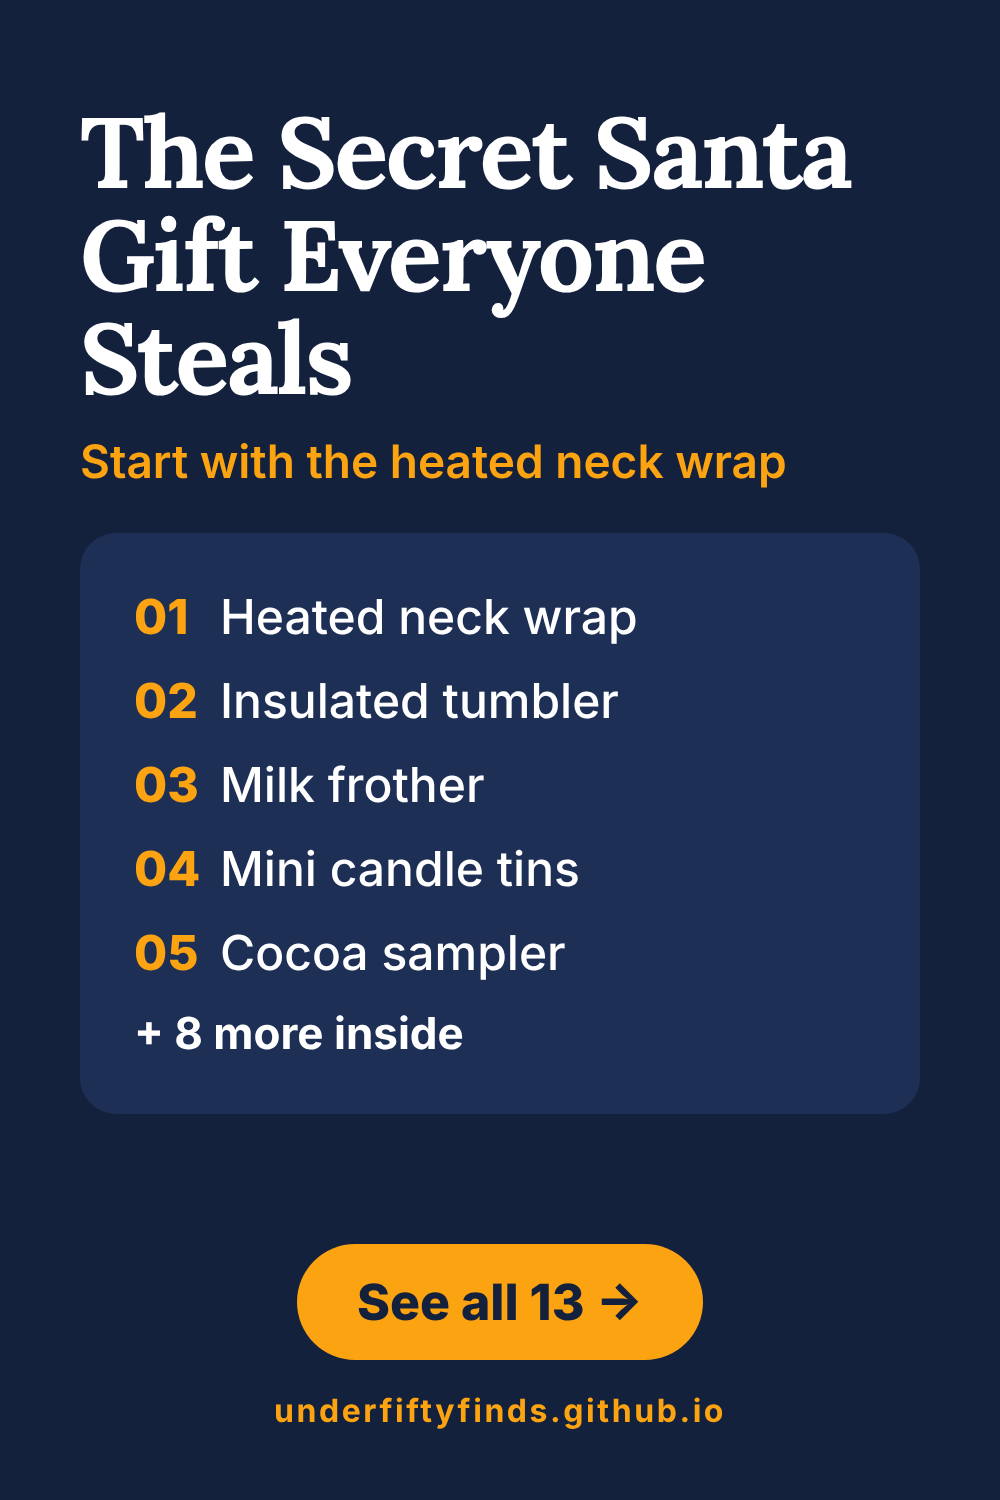 The Secret Santa
Gift Everyone
Steals
Start with the heated neck wrap
01 Heated neck wrap
02 Insulated tumbler
03 Milk frother
04 Mini candle tins
05 Cocoa sampler
+ 8 more inside
See all 13 →
underfiftyfinds.github.io